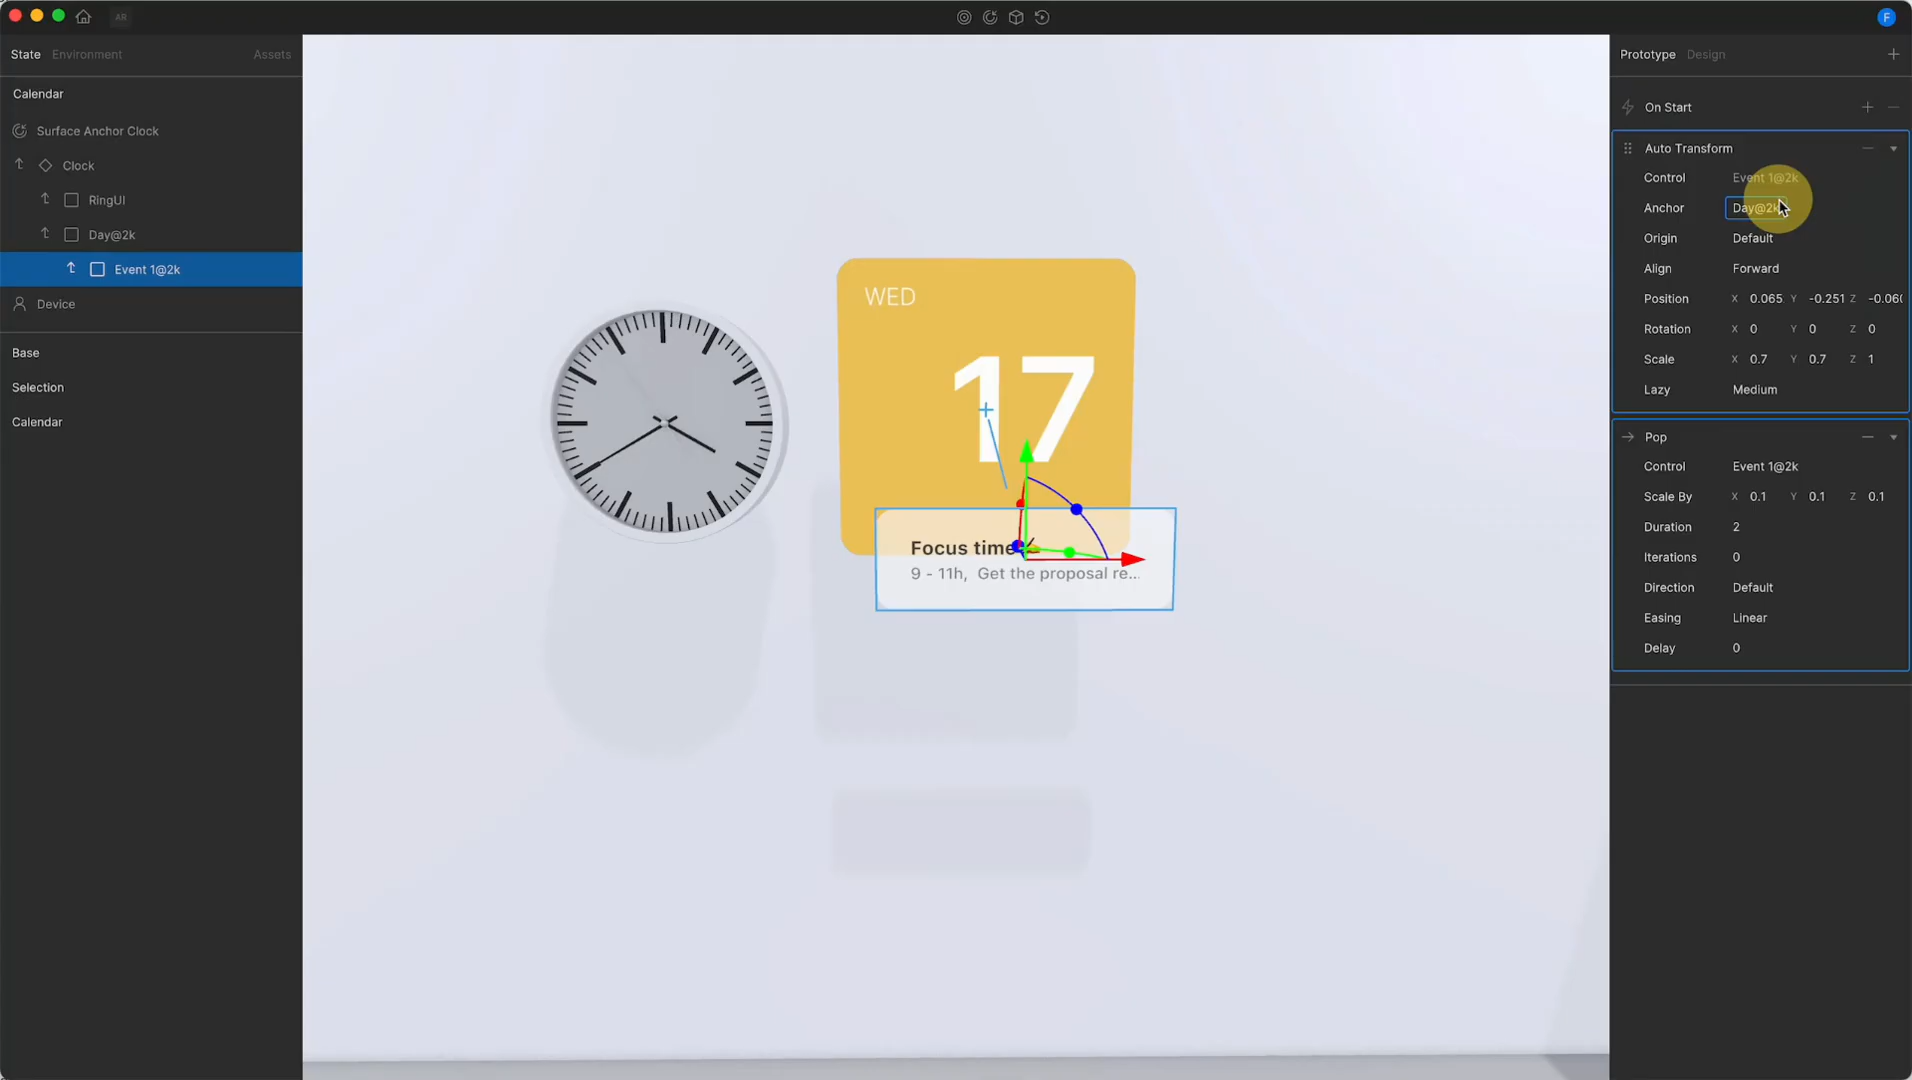 AR
F
State Environment Assets
Calendar
Surface Anchor Clock
Clock
RingUI
Day@2k
Event 1@2k
Device
Base
Selection
Calendar
WED
17
Focus time
9 - 11h, Get the proposal re...
Prototype Design
On Start
Auto Transform
Control Event 1@2k
Anchor Day@2k
Origin Default
Align Forward
Position X 0.065 Y -0.251 Z -0.060
Rotation X 0 Y 0 Z 0
Scale X 0.7 Y 0.7 Z 1
Lazy Medium
Pop
Control Event 1@2k
Scale By X 0.1 Y 0.1 Z 0.1
Duration 2
Iterations 0
Direction Default
Easing Linear
Delay 0